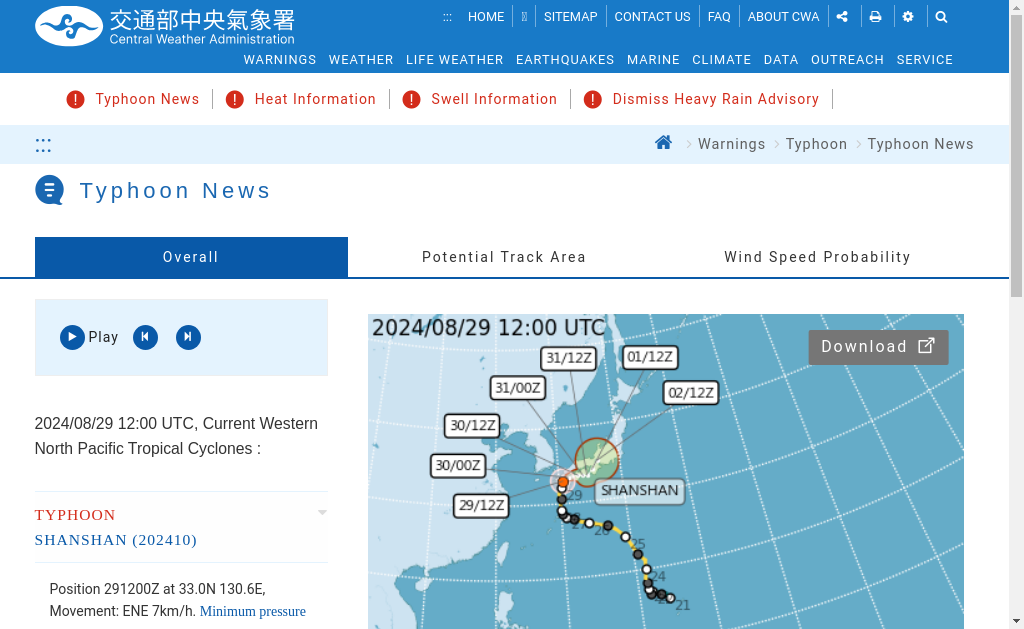 交通部中央氣象署
Central Weather Administration
::: HOME SITEMAP CONTACT US FAQ ABOUT CWA
WARNINGS WEATHER LIFE WEATHER EARTHQUAKES MARINE CLIMATE DATA OUTREACH SERVICE
Typhoon News Heat Information Swell Information Dismiss Heavy Rain Advisory
::: Warnings Typhoon Typhoon News
Typhoon News
Overall Potential Track Area Wind Speed Probability
Play
2024/08/29 12:00 UTC, Current Western
North Pacific Tropical Cyclones :
TYPHOON
SHANSHAN (202410)
Position 291200Z at 33.0N 130.6E,
Movement: ENE 7km/h. Minimum pressure
2024/08/29 12:00 UTC
Download
31/12Z 01/12Z
31/00Z 02/12Z
30/12Z
30/00Z
29/12Z
SHANSHAN
29
27
26
25
24
21